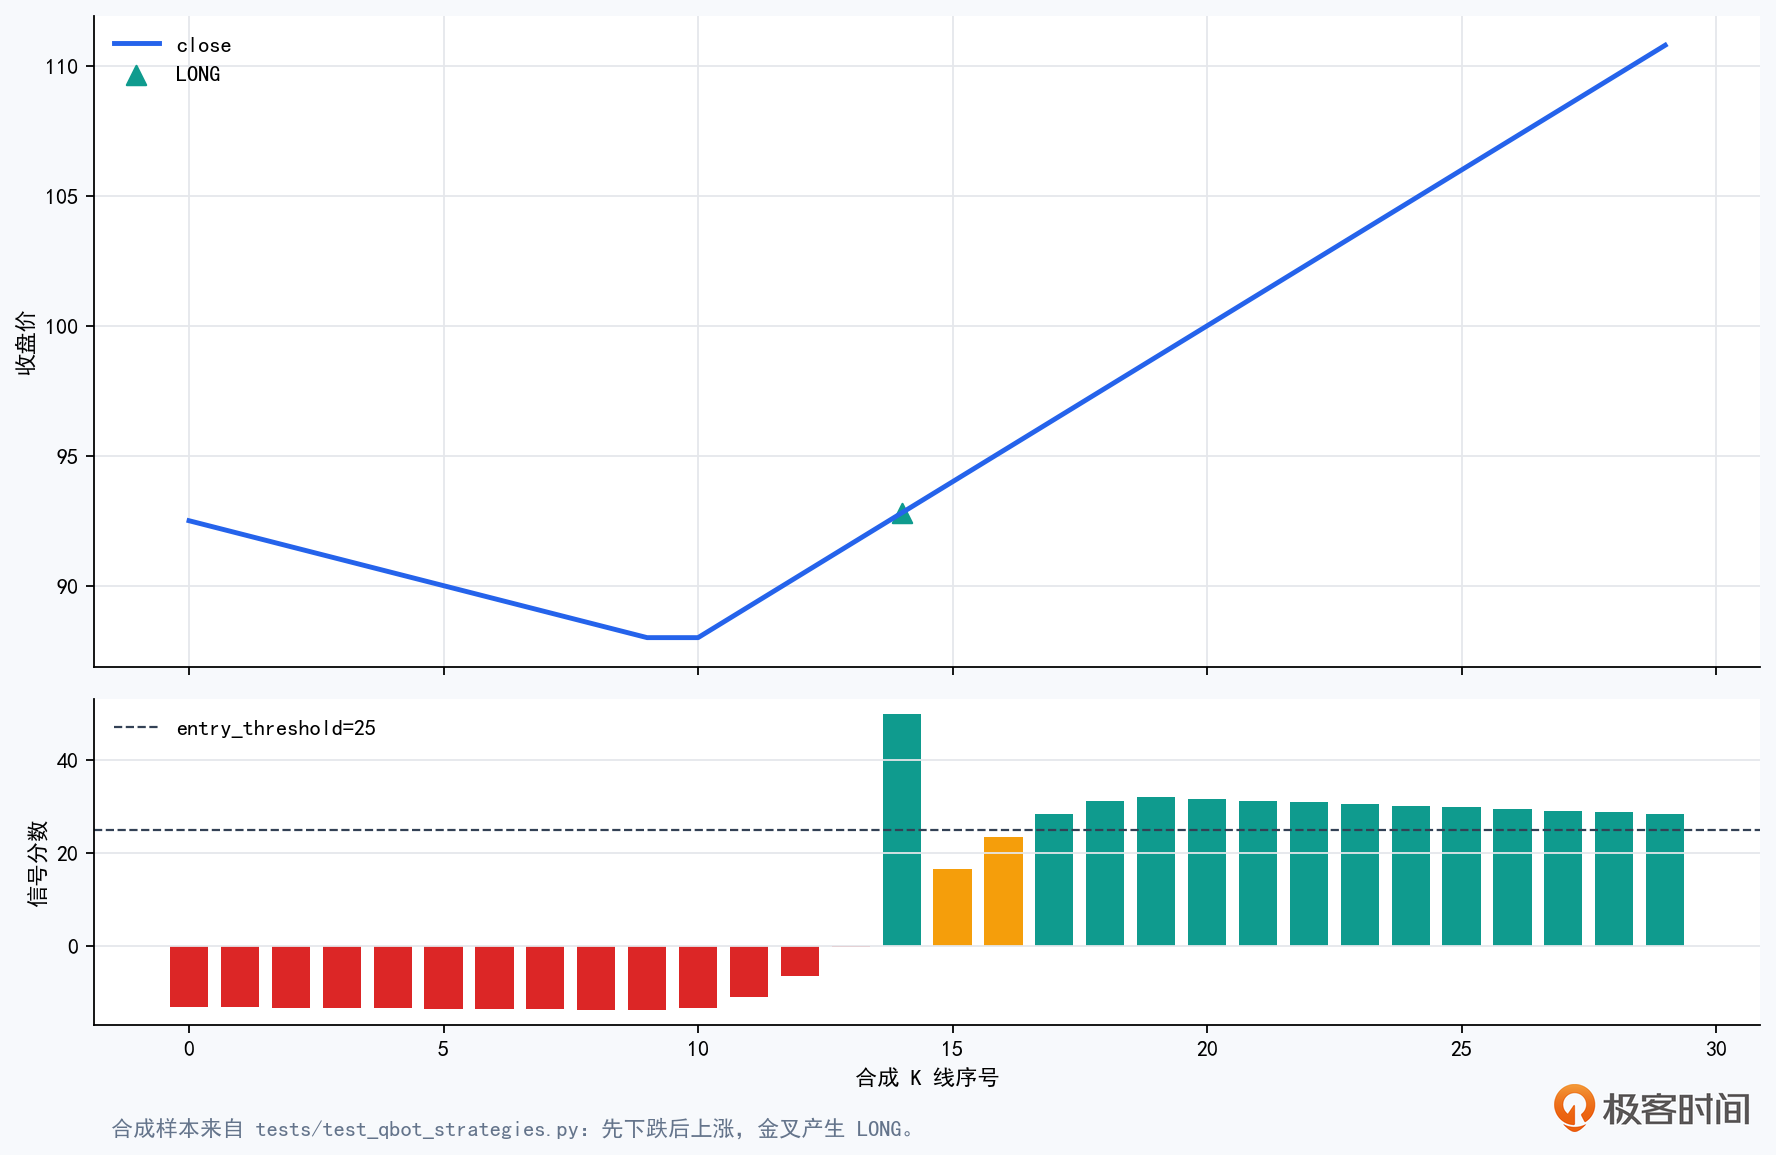 close
LONG
110
105
100
95
90
收盘价
entry_threshold=25
40
20
0
信号分数
0 5 10 15 20 25 30
合成 K 线序号
合成样本来自 tests/test_qbot_strategies.py：先下跌后上涨，金叉产生 LONG。
极客时间